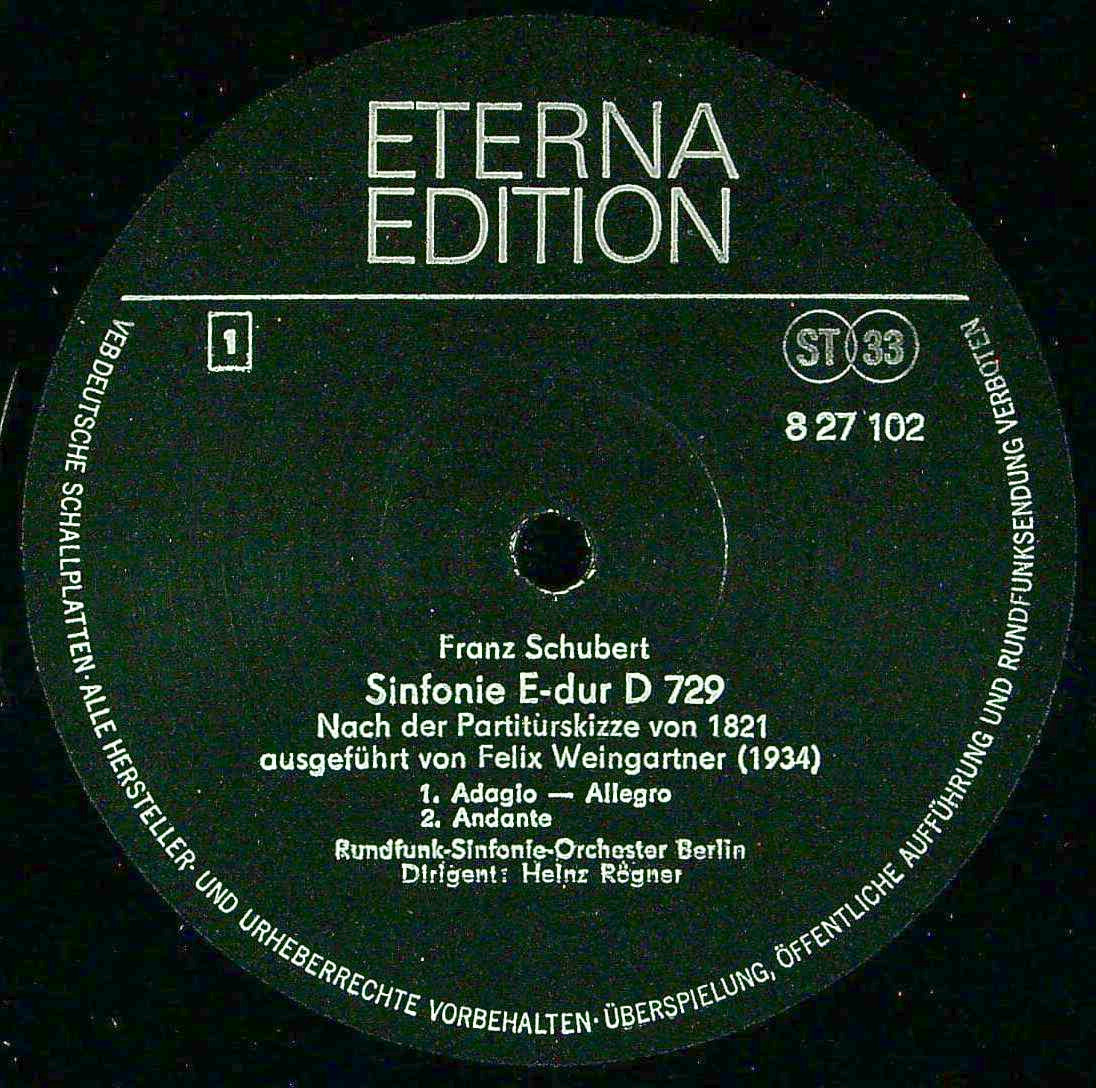 ETERNA
EDITION
1
ST 33
8 27 102
Franz Schubert
Sinfonie E-dur D 729
Nach der Partiturskizze von 1821
ausgeführt von Felix Weingartner (1934)
1. Adagio — Allegro
2. Andante
Rundfunk-Sinfonie-Orchester Berlin
Dirigent: Heinz Rögner
VEB DEUTSCHE SCHALLPLATTEN · ALLE HERSTELLER- UND URHEBERRECHTE VORBEHALTEN · ÜBERSPIELUNG, ÖFFENTLICHE AUFFÜHRUNG UND RUNDFUNKSENDUNG VERBOTEN